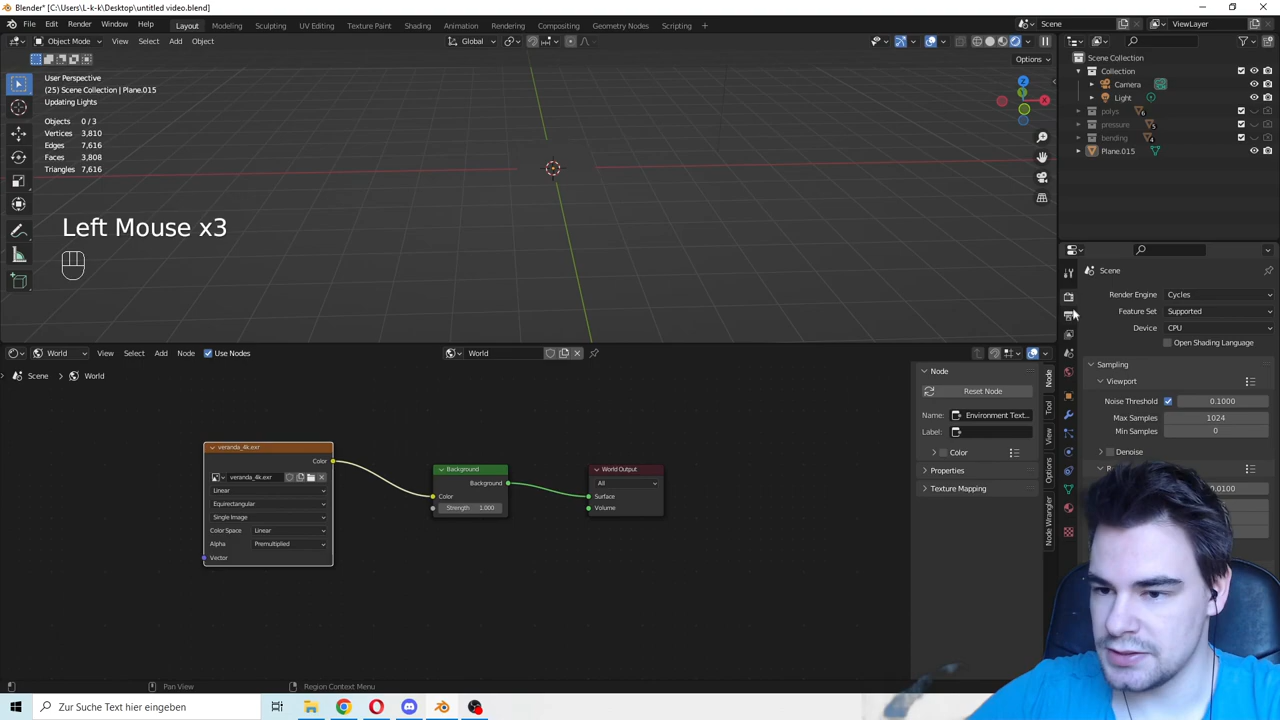 Blender* [C:\Users\L-k-k\Desktop\untitled video.blend]
File Edit Render Window Help Layout Modeling Sculpting UV Editing Texture Paint Shading Animation Rendering Compositing Geometry Nodes Scripting + Scene ViewLayer
Object Mode View Select Add Object Global
Options
User Perspective
(25) Scene Collection | Plane.015
Updating Lights
Objects 0/3
Vertices 3,810
Edges 7,616
Faces 3,808
Triangles 7,616
Left Mouse x3
Z
Y
X
Scene Collection
Collection
Camera
Light
polys 6
pressure 5
bending 4
Plane.015
Scene
Render Engine Cycles
Feature Set Supported
Device CPU
Open Shading Language
Sampling
Viewport
Noise Threshold 0.1000
Max Samples 1024
Min Samples 0
Denoise
0.0100
World View Select Add Node Use Nodes World
Scene World
veranda_4k.exr
Color
veranda_4k.exr
Linear
Equirectangular
Single Image
Color Space Linear
Alpha Premultiplied
Vector
Background
Background
Color
Strength 1.000
World Output
All
Surface
Volume
Node
Reset Node
Name: Environment Text...
Label:
Color
Properties
Texture Mapping
Node
Tool
View
Options
Node Wrangler
Pan View Region Context Menu
Zur Suche Text hier eingeben